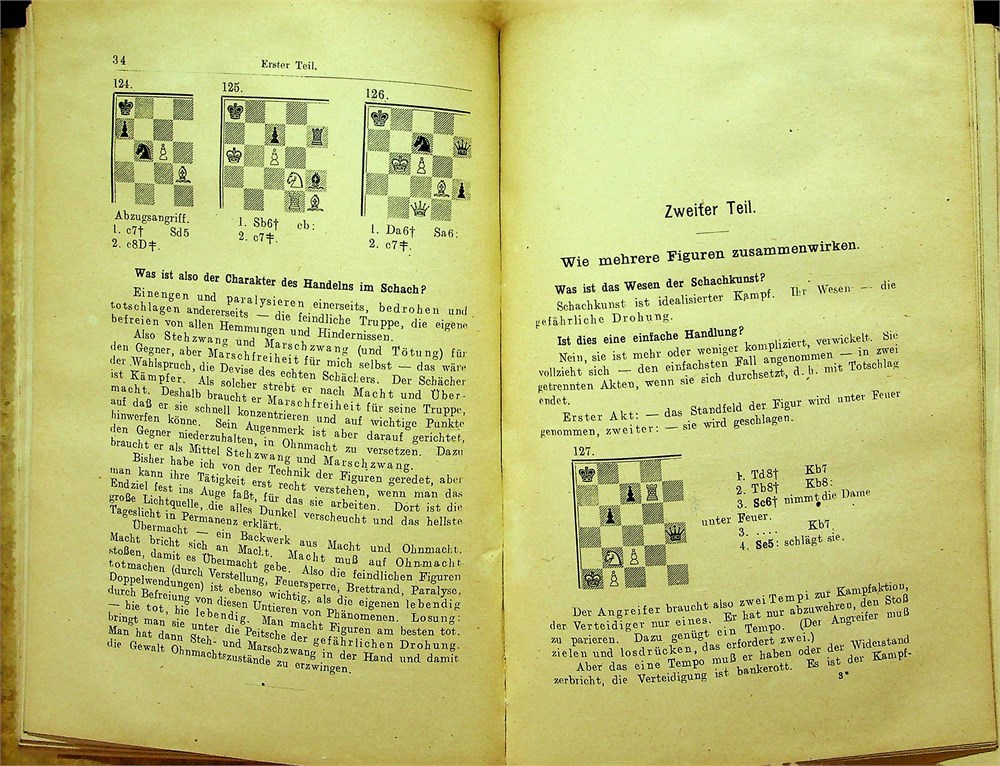 34
Erster Teil.
124.
125.
126.
Abzugsangriff.
1. c7† Sd5
2. c8D‡.
1. Sb6† cb:
2. c7‡.
1. Da6† Sa6:
2. c7‡.
Was ist also der Charakter des Handelns im Schach?
Einengen und paralysieren einerseits, bedrohen und
totschlagen andererseits — die feindliche Truppe, die eigene
befreien von allen Hemmungen und Hindernissen.
Also Stehzwang und Marschzwang (und Tötung) für
den Gegner, aber Marschfreiheit für mich selbst — das wäre
der Wahlspruch, die Devise des echten Schächers. Der Schächer
ist Kämpfer. Als solcher strebt er nach Macht und Über-
macht. Deshalb braucht er Marschfreiheit für seine Truppe,
auf daß er sie schnell konzentrieren und auf wichtige Punkte
hinwerfen könne. Sein Augenmerk ist aber darauf gerichtet,
den Gegner niederzuhalten, in Ohnmacht zu versetzen. Dazu
braucht er als Mittel Stehzwang und Marschzwang.
Bisher habe ich von der Technik der Figuren geredet, aber
man kann ihre Tätigkeit erst recht verstehen, wenn man das
Endziel fest ins Auge faßt, für das sie arbeiten. Dort ist die
große Lichtquelle, die alles Dunkel verscheucht und das hellste
Tageslicht in Permanenz erklärt.
Übermacht — ein Backwerk aus Macht und Ohnmacht.
Macht bricht sich an Macht. Macht muß auf Ohnmacht
stoßen, damit es Übermacht gebe. Also die feindlichen Figuren
totmachen (durch Verstellung, Feuersperre, Brettrand, Paralyse,
Doppelwendungen) ist ebenso wichtig, als die eigenen lebendig
durch Befreiung von diesen Untieren von Phänomenen. Losung:
— hie tot, hie lebendig. Man macht Figuren am besten tot.
bringt man sie unter die Peitsche der gefährlichen Drohung.
Man hat dann Steh- und Marschzwang in der Hand und damit
die Gewalt Ohnmachtszustände zu erzwingen.
Zweiter Teil.
Wie mehrere Figuren zusammenwirken.
Was ist das Wesen der Schachkunst?
Schachkunst ist idealisierter Kampf. Ihr Wesen — die
gefährliche Drohung.
Ist dies eine einfache Handlung?
Nein, sie ist mehr oder weniger kompliziert, verwickelt. Sie
vollzieht sich — den einfachsten Fall angenommen — in zwei
getrennten Akten, wenn sie sich durchsetzt, d. h. mit Totschlag
endet.
Erster Akt: — das Standfeld der Figur wird unter Feuer
genommen, zweiter: — sie wird geschlagen.
127.
1. Td8† Kb7
2. Tb8† Kb8:
3. Sc6† nimmt die Dame
unter Feuer.
3. .... Kb7
4. Se5: schlägt sie.
Der Angreifer braucht also zwei Tempi zur Kampfaktion,
der Verteidiger nur eines. Er hat nur abzuwehren, den Stoß
zu parieren. Dazu genügt ein Tempo. (Der Angreifer muß
zielen und losdrücken, das erfordert zwei.)
Aber das eine Tempo muß er haben oder der Widerstand
zerbricht, die Verteidigung ist bankerott. Es ist der Kampf-
3*